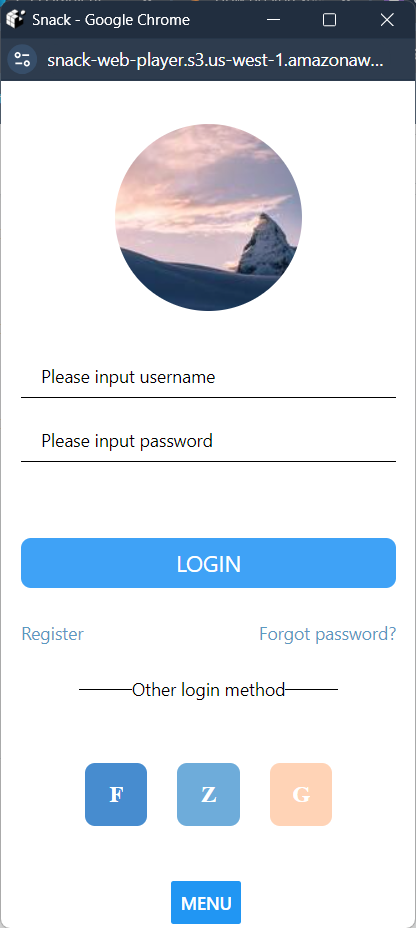 Snack - Google Chrome
snack-web-player.s3.us-west-1.amazonaw...
Please input username
Please input password
LOGIN
Register Forgot password?
Other login method
F Z G
MENU